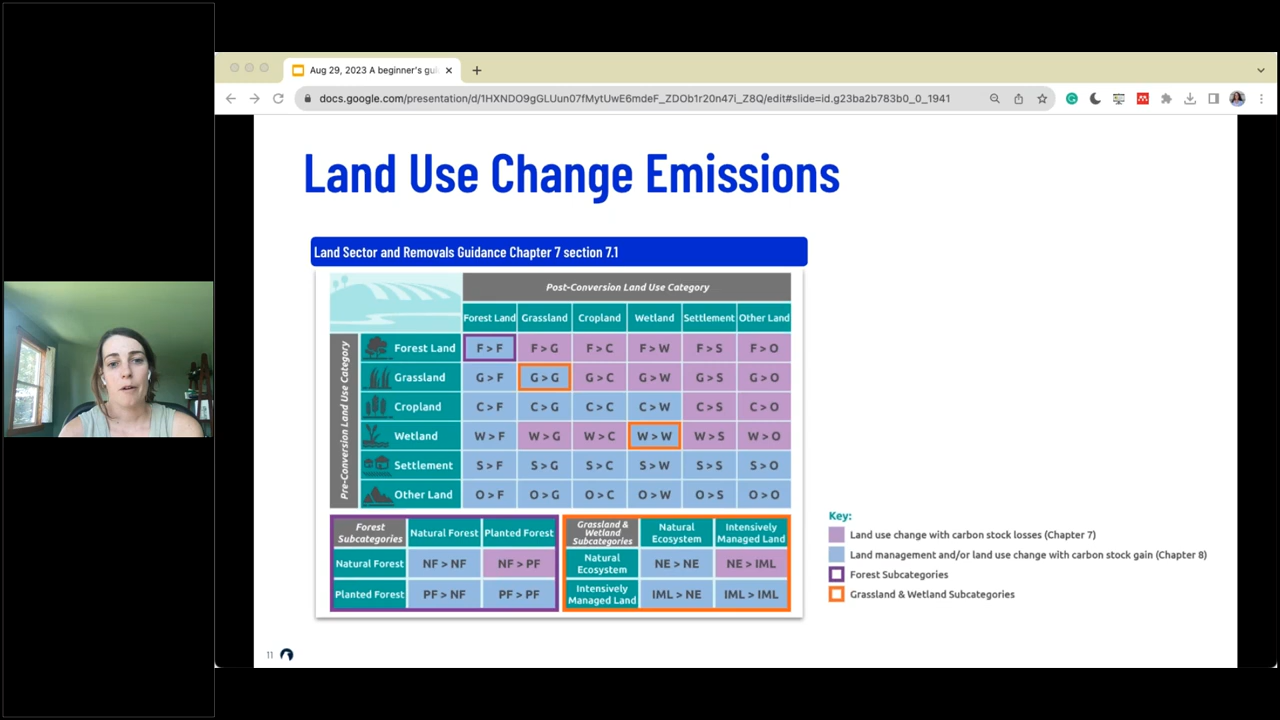 Aug 29, 2023 A beginner's gui
docs.google.com/presentation/d/1HXNDO9gGLUun07fMytUwE6mdeF_ZDOb1r20n47i_Z8Q/edit#slide=id.g23ba2b783b0_0_1941
Land Use Change Emissions
Land Sector and Removals Guidance Chapter 7 section 7.1
Post-Conversion Land Use Category
Forest Land Grassland Cropland Wetland Settlement Other Land
Pre-Conversion Land Use Category
Forest Land F > F F > G F > C F > W F > S F > O
Grassland G > F G > G G > C G > W G > S G > O
Cropland C > F C > G C > C C > W C > S C > O
Wetland W > F W > G W > C W > W W > S W > O
Settlement S > F S > G S > C S > W S > S S > O
Other Land O > F O > G O > C O > W O > S O > O
Forest
Subcategories
Natural Forest Planted Forest
Natural Forest NF > NF NF > PF
Planted Forest PF > NF PF > PF
Grassland &
Wetland
Subcategories
Natural
Ecosystem
Intensively
Managed Land
Natural
Ecosystem
NE > NE NE > IML
Intensively
Managed Land
IML > NE IML > IML
Key:
Land use change with carbon stock losses (Chapter 7)
Land management and/or land use change with carbon stock gain (Chapter 8)
Forest Subcategories
Grassland & Wetland Subcategories
11